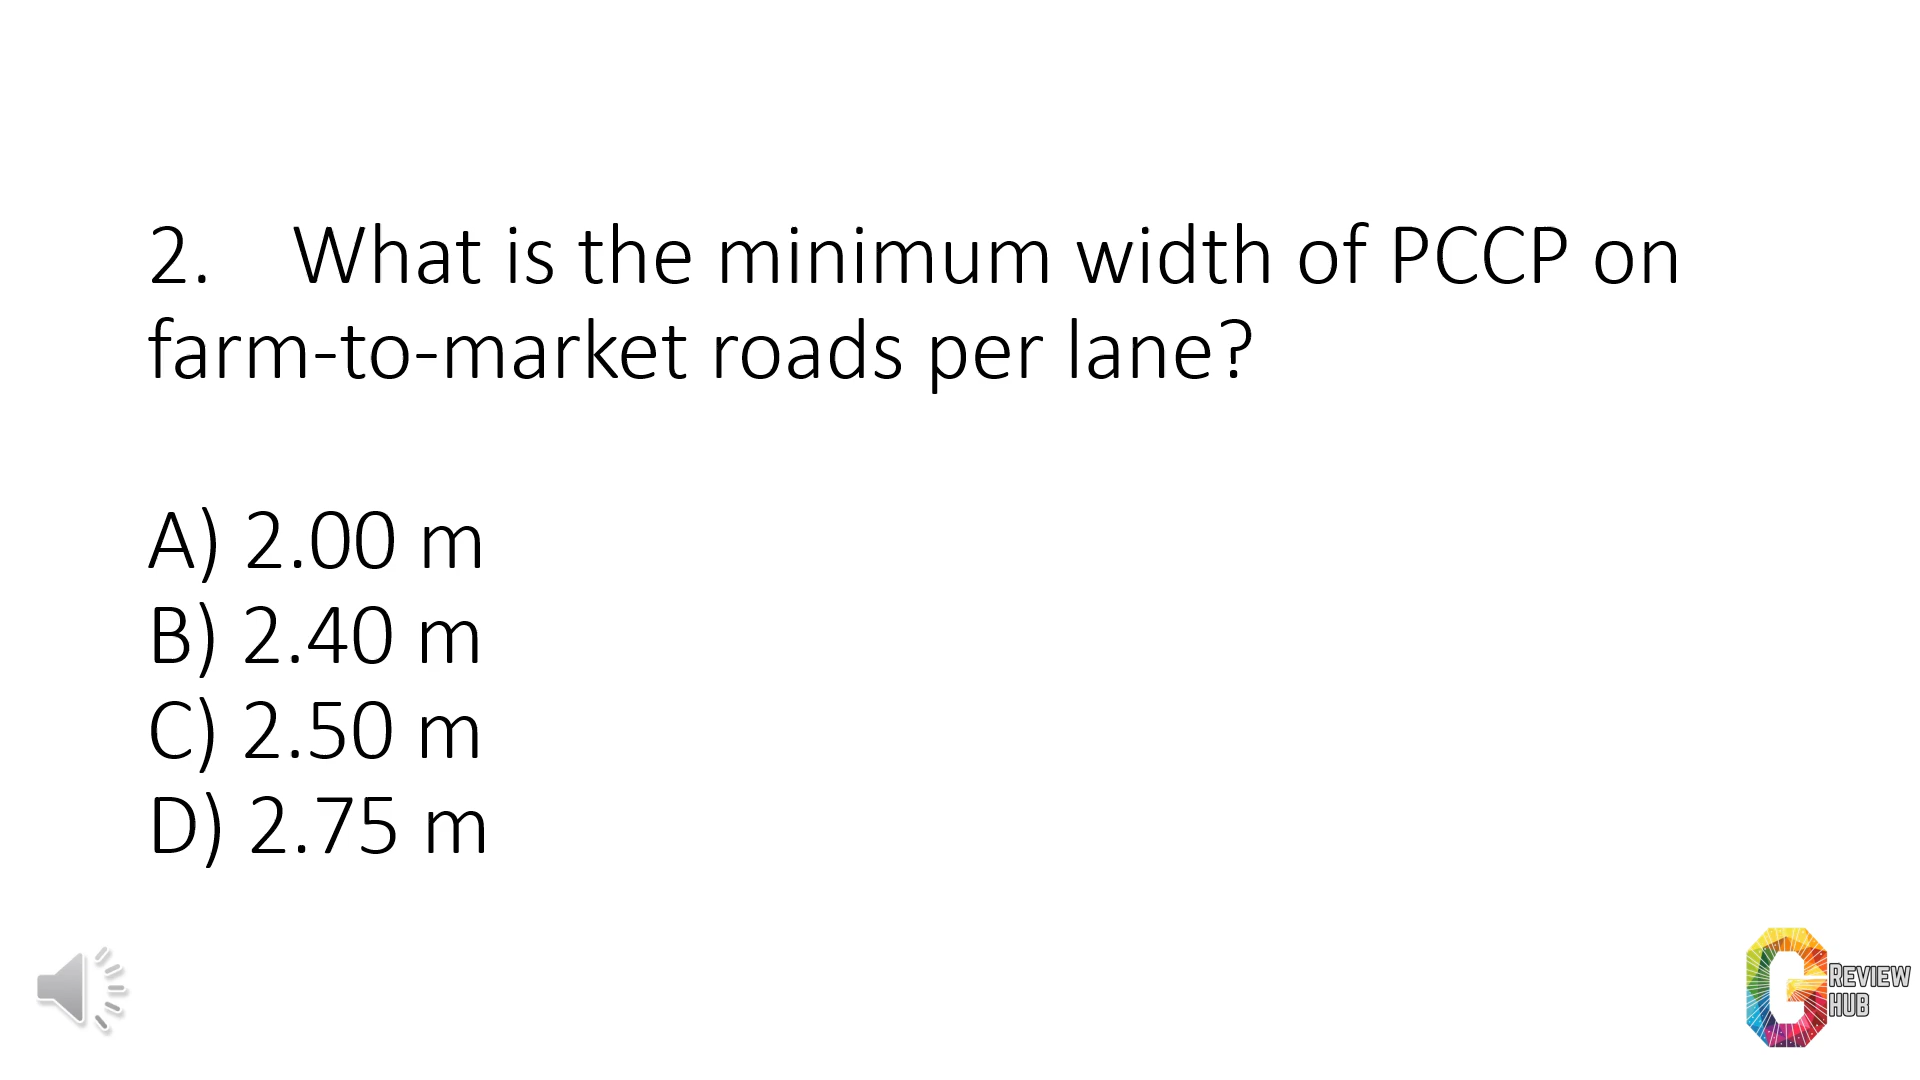 2. What is the minimum width of PCCP on
farm-to-market roads per lane?
A) 2.00 m
B) 2.40 m
C) 2.50 m
D) 2.75 m
G REVIEW
HUB